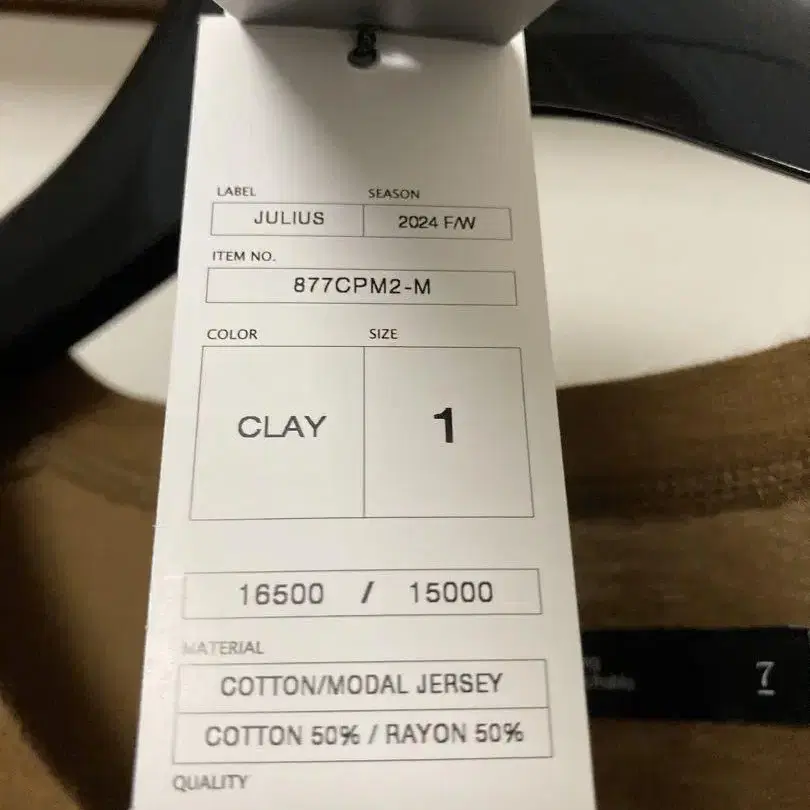 LABEL SEASON
JULIUS 2024 F/W
ITEM NO.
877CPM2-M
COLOR SIZE
CLAY 1
16500 / 15000
MATERIAL
COTTON/MODAL JERSEY
COTTON 50% / RAYON 50%
QUALITY
7